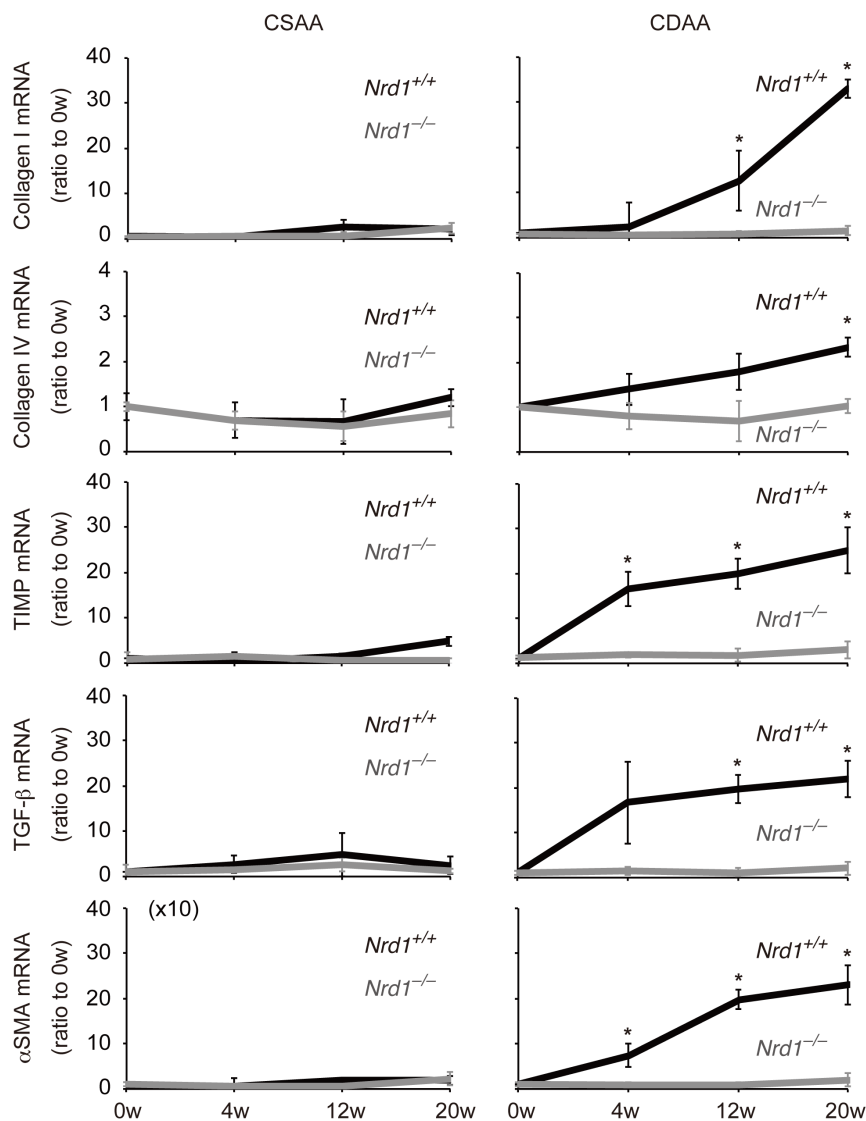 CSAA
CDAA
Collagen I mRNA
(ratio to 0w)
40
30
20
10
0
Nrd1+/+
Nrd1−/−
*
*
Nrd1+/+
Nrd1−/−
Collagen IV mRNA
(ratio to 0w)
4
3
2
1
0
Nrd1+/+
Nrd1−/−
Nrd1+/+
*
Nrd1−/−
TIMP mRNA
(ratio to 0w)
40
30
20
10
0
Nrd1+/+
Nrd1−/−
Nrd1+/+
*
*
*
Nrd1−/−
TGF-β mRNA
(ratio to 0w)
40
30
20
10
0
Nrd1+/+
Nrd1−/−
Nrd1+/+
*
*
Nrd1−/−
αSMA mRNA
(ratio to 0w)
(x10)
40
30
20
10
0
Nrd1+/+
Nrd1−/−
Nrd1+/+
*
*
*
Nrd1−/−
0w 4w 12w 20w
0w 4w 12w 20w